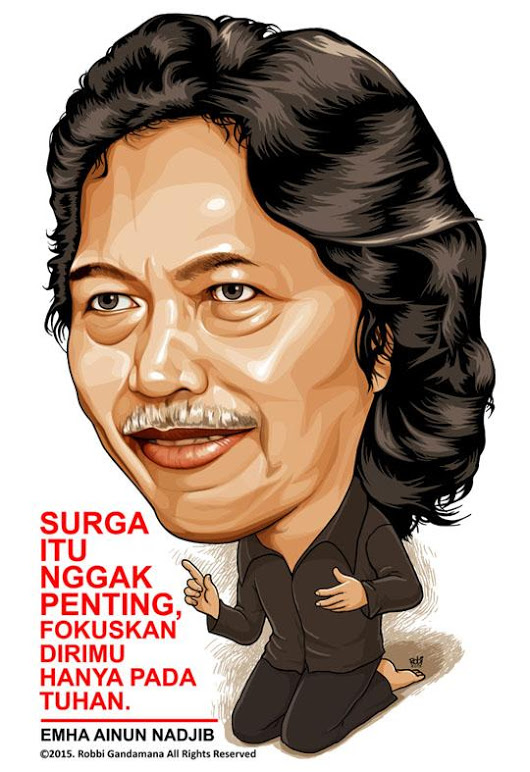 SURGA
ITU
NGGAK
PENTING,
FOKUSKAN
DIRIMU
HANYA PADA
TUHAN.
EMHA AINUN NADJIB
©2015. Robbi Gandamana All Rights Reserved